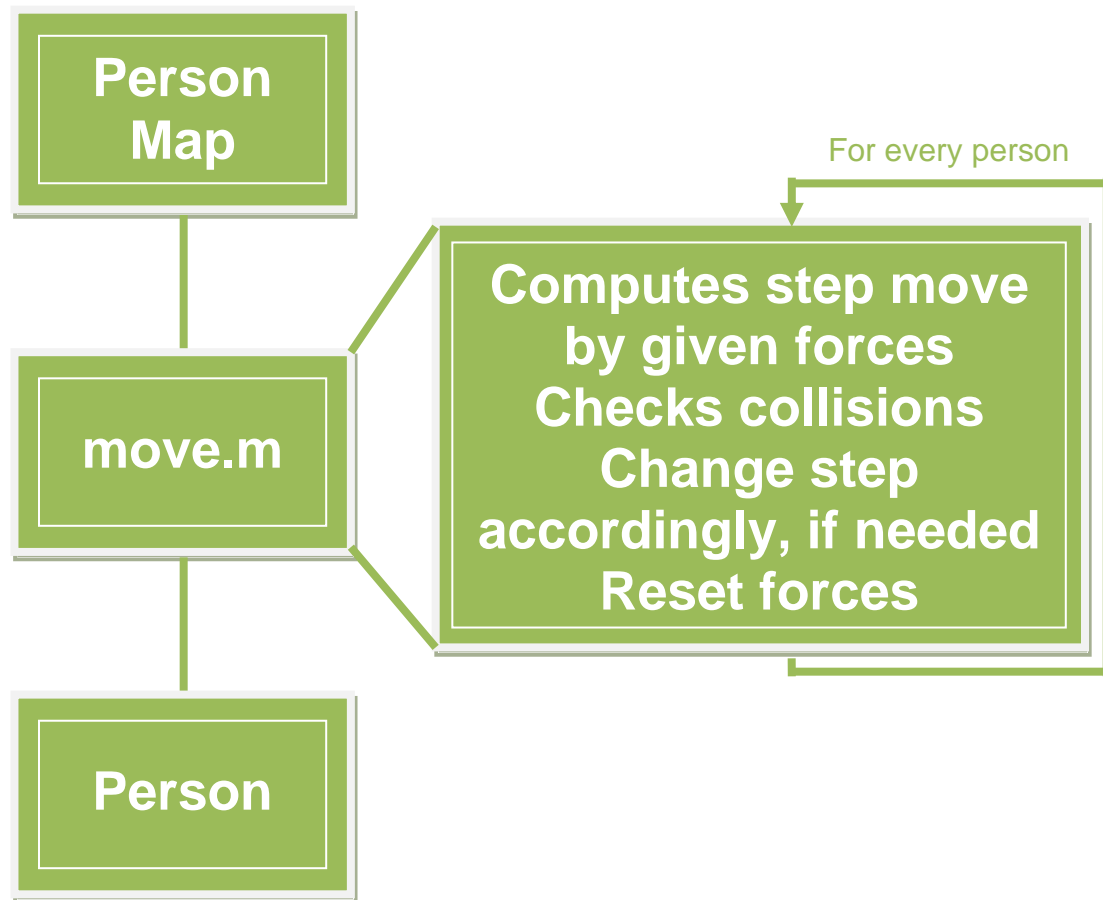 Person
Map
For every person
Computes step move
by given forces
Checks collisions
Change step
accordingly, if needed
Reset forces
move.m
Person